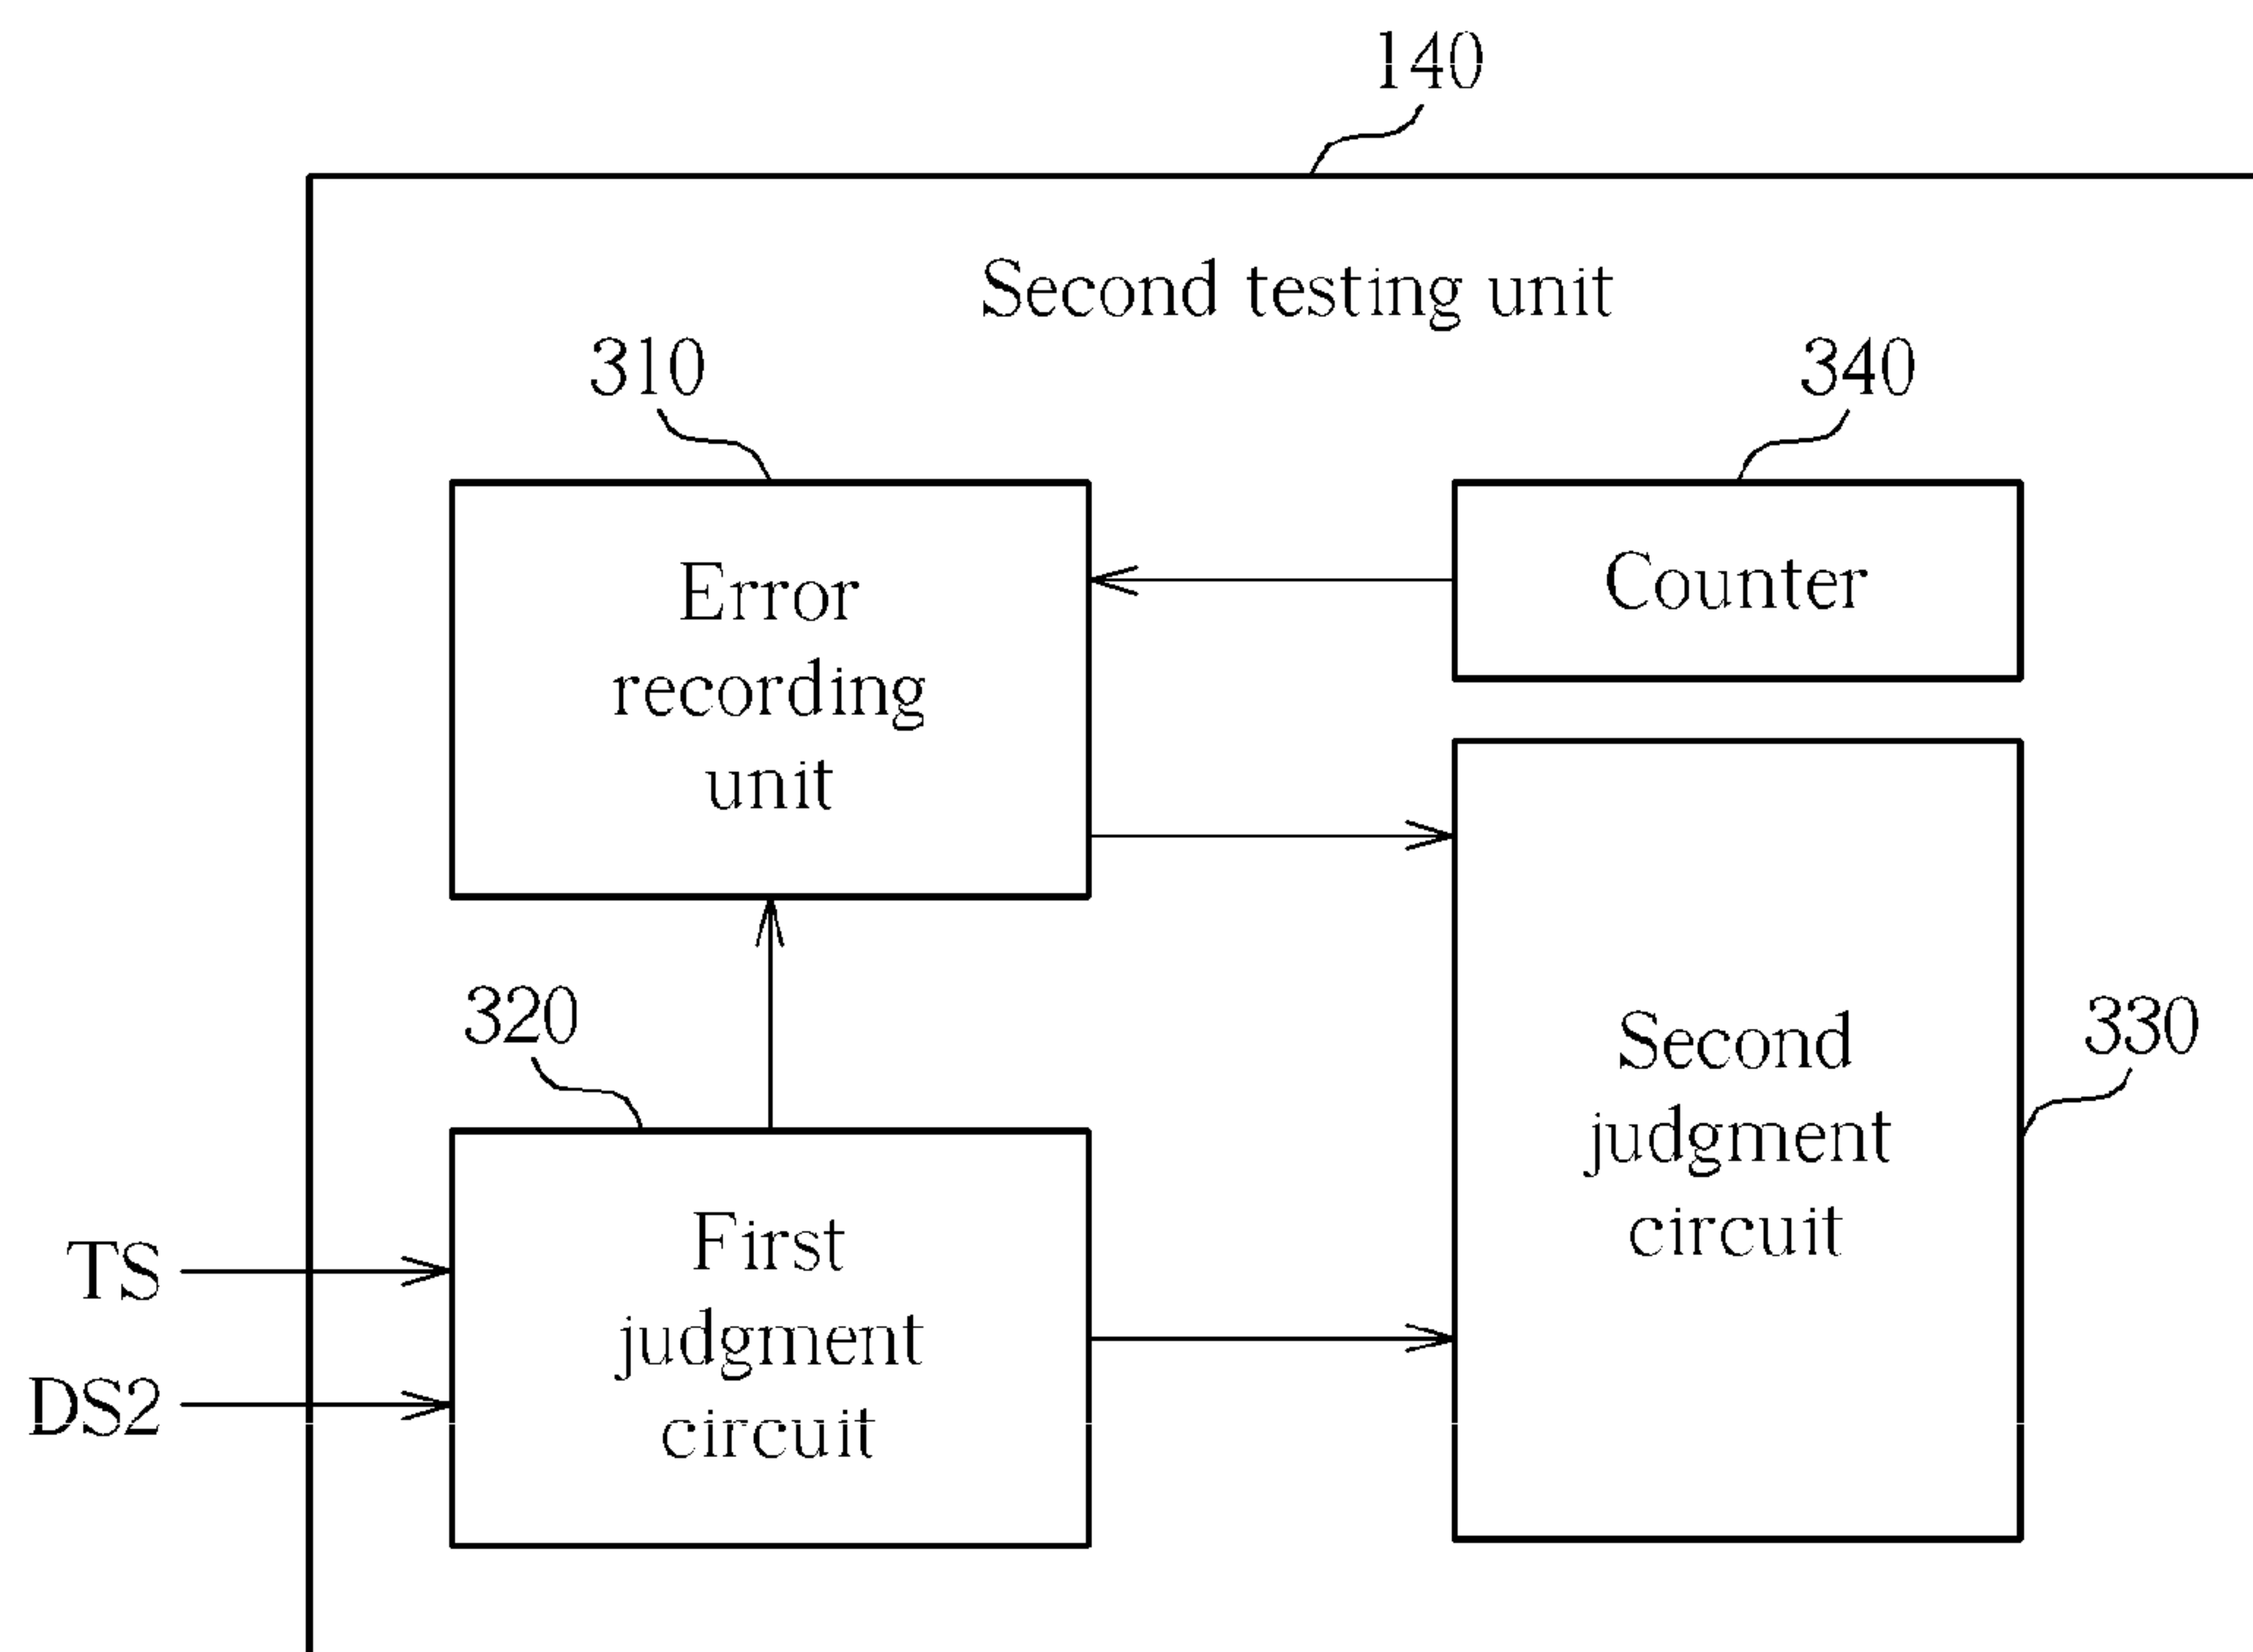 140
Second testing unit
310
340
Error
recording
unit
Counter
320
330
Second
judgment
circuit
First
judgment
circuit
TS
DS2